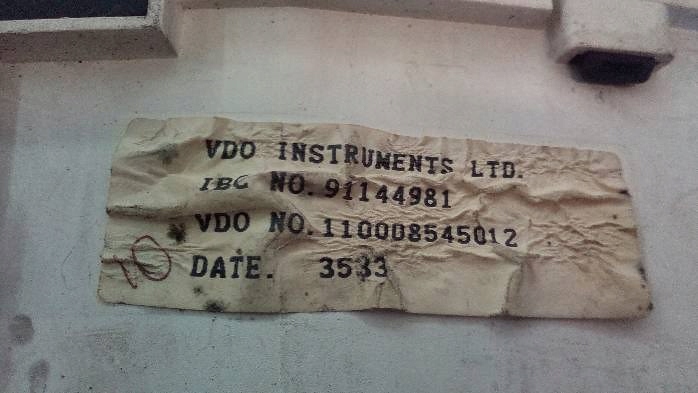 VDO INSTRUMENTS LTD.
IBC NO. 91144981
VDO NO. 110008545012
DATE. 3533
10